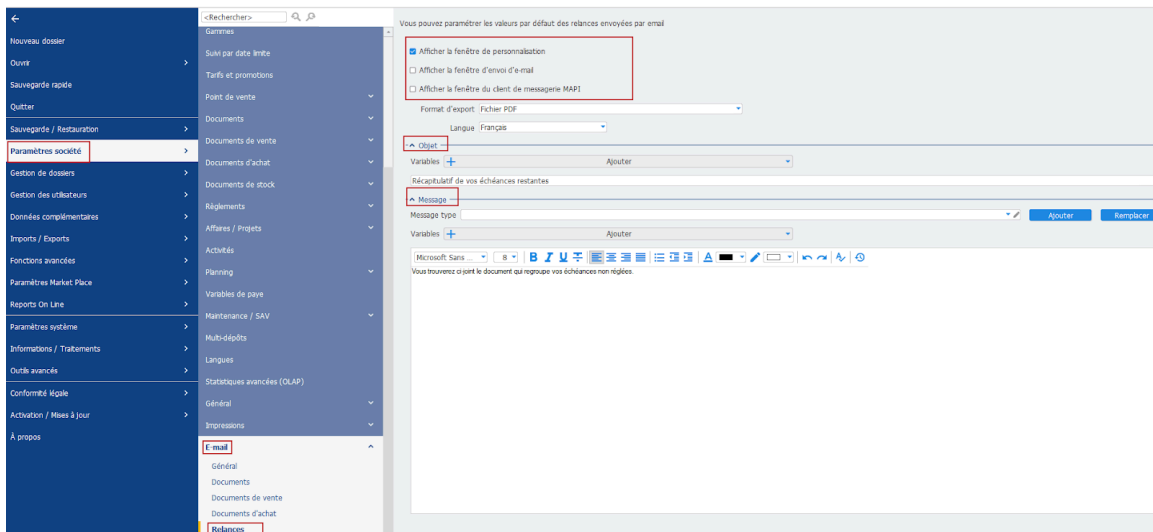 Nouveau dossier
Ouvrir
Sauvegarde rapide
Quitter
Sauvegarde / Restauration
Paramètres société
Gestion de dossiers
Gestion des utilisateurs
Données complémentaires
Imports / Exports
Fonctions avancées
Paramètres Market Place
Reports On Line
Paramètres système
Informations / Traitements
Outils avancés
Conformité légale
Activation / Mises à jour
À propos
<Rechercher>
Gammes
Suivi par date limite
Tarifs et promotions
Point de vente
Documents
Documents de vente
Documents d'achat
Documents de stock
Règlements
Affaires / Projets
Activités
Planning
Variables de paye
Maintenance / SAV
Multi-dépôts
Langues
Statistiques avancées (OLAP)
Général
Impressions
E-mail
Général
Documents
Documents de vente
Documents d'achat
Relances
Vous pouvez paramétrer les valeurs par défaut des relances envoyées par email
Afficher la fenêtre de personnalisation
Afficher la fenêtre d'envoi d'e-mail
Afficher la fenêtre du client de messagerie MAPI
Format d'export Fichier PDF
Langue Français
Objet
Variables Ajouter
Récapitulatif de vos échéances restantes
Message
Message type Ajouter Remplacer
Variables Ajouter
Microsoft Sans ... 8 B I U T A
Vous trouverez ci-joint le document qui regroupe vos échéances non réglées.